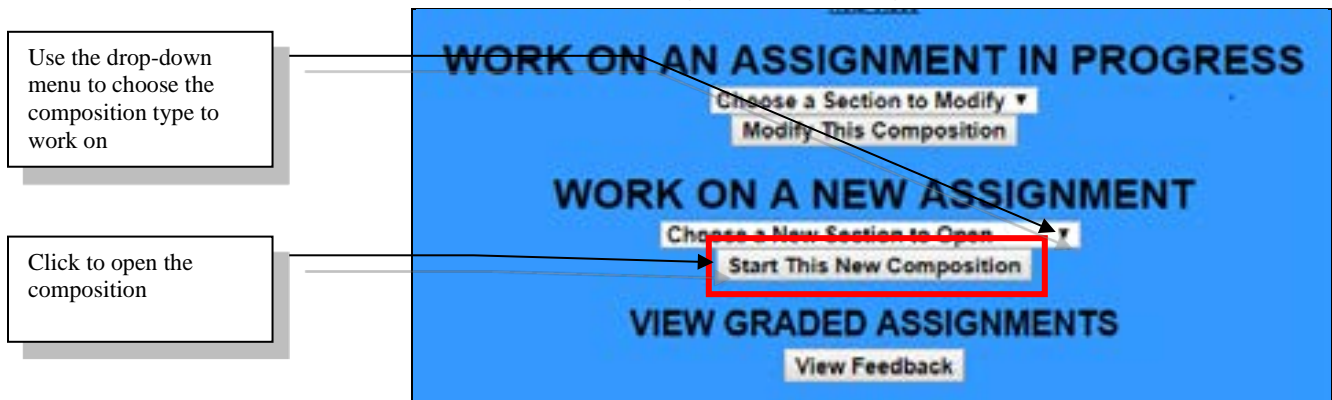 Use the drop-down
menu to choose the
composition type to
work on
Click to open the
composition
WORK ON AN ASSIGNMENT IN PROGRESS
Choose a Section to Modify ▼
Modify This Composition
WORK ON A NEW ASSIGNMENT
Choose a New Section to Open ▼
Start This New Composition
VIEW GRADED ASSIGNMENTS
View Feedback